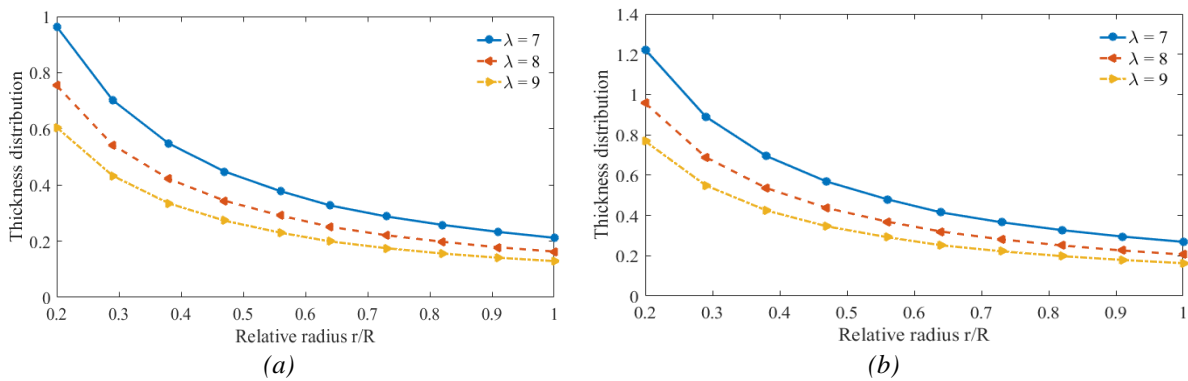 1
0.8
0.6
0.4
0.2
0
Thickness distribution
λ = 7
λ = 8
λ = 9
0.2 0.3 0.4 0.5 0.6 0.7 0.8 0.9 1
Relative radius r/R
(a)
1.4
1.2
1
0.8
0.6
0.4
0.2
0
Thickness distribution
λ = 7
λ = 8
λ = 9
0.2 0.3 0.4 0.5 0.6 0.7 0.8 0.9 1
Relative radius r/R
(b)